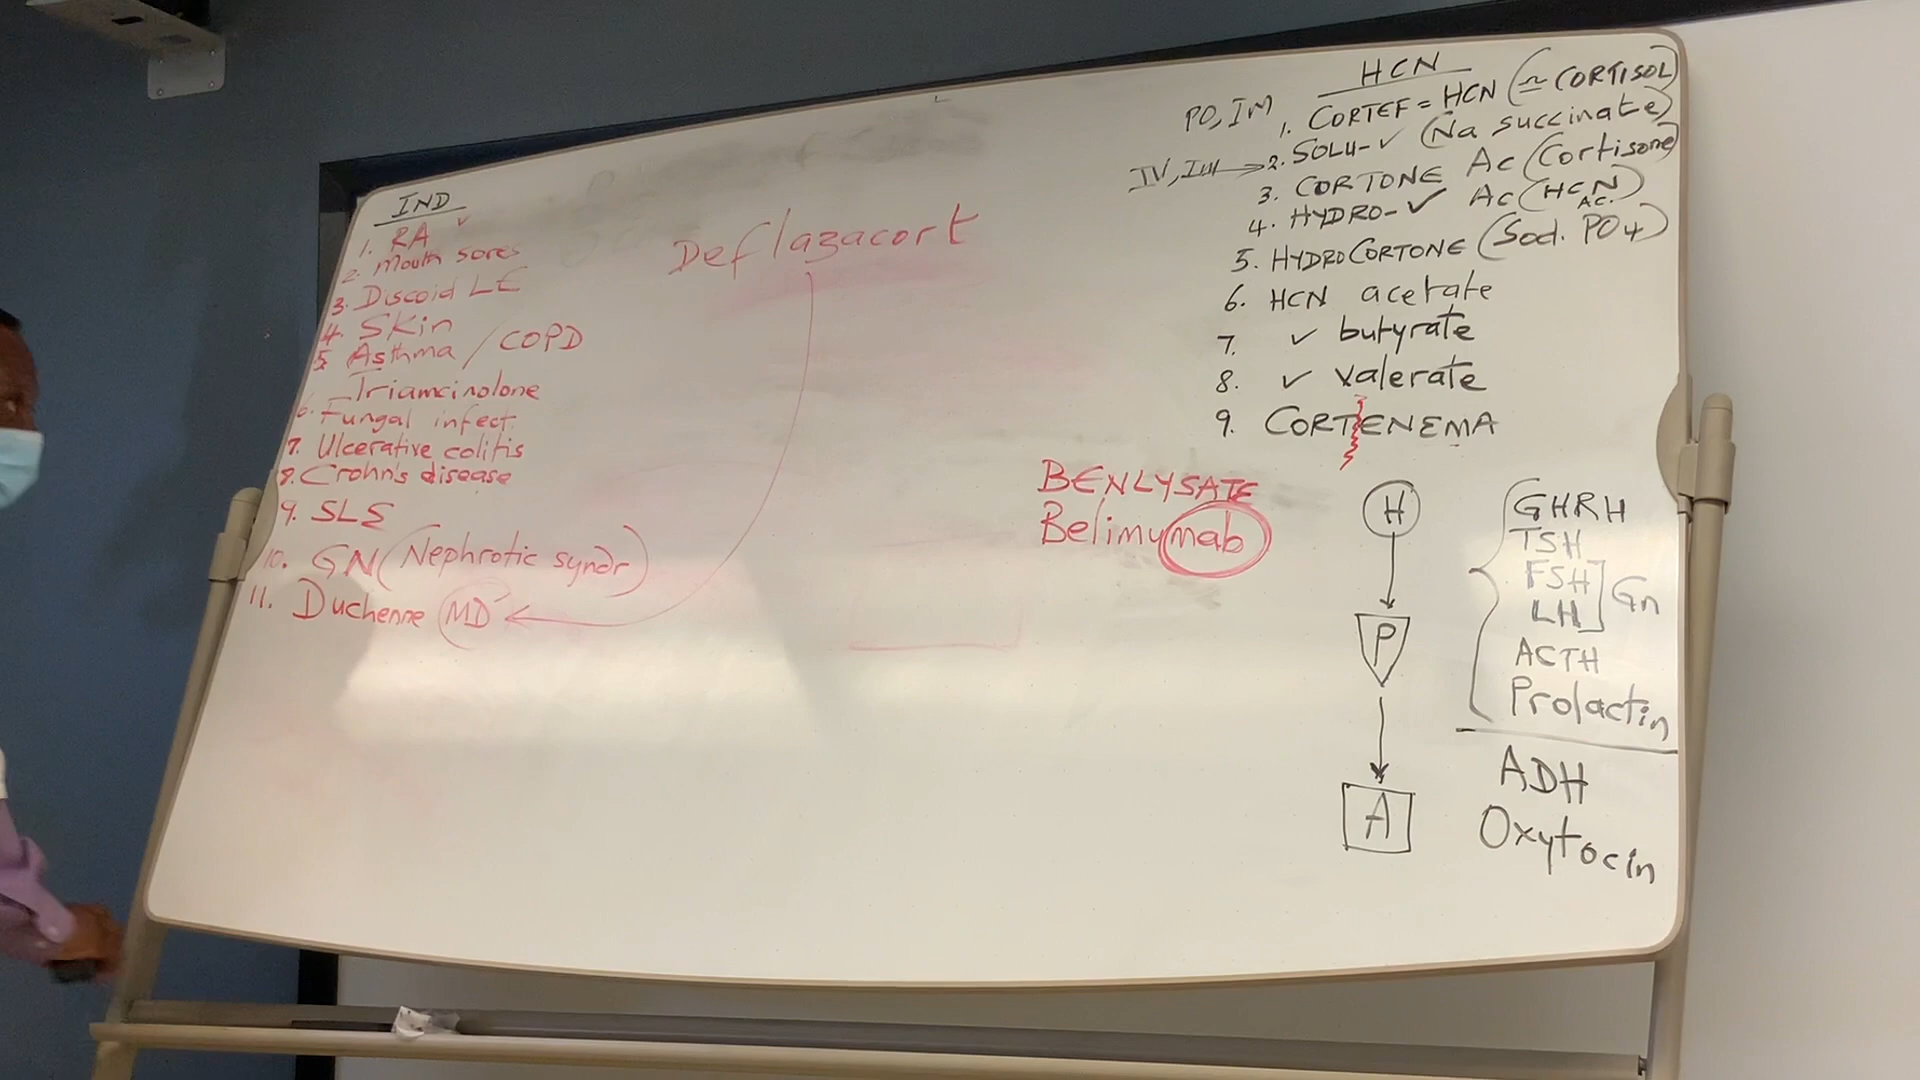 IND
1. RA ✓
2. Mouth sores
3. Discoid LE
4. Skin
5 Asthma / COPD
Triamcinolone
6. Fungal infect.
7. Ulcerative colitis
8. Crohn's disease
9. SLE
10. GN (Nephrotic syndr)
11. Duchenne MD
Deflazacort
BENLYSATE
Belimumab
HCN
PO, IM 1. CORTEF = HCN (≃ CORTISOL)
IV, IM → 2. SOLU- ✓ (Na succinate)
3. CORTONE Ac (Cortisone)
4. HYDRO- ✓ Ac (HCN Ac.)
5. HYDROCORTONE (Sod. PO4)
6. HCN acetate
7. ✓ butyrate
8. ✓ valerate
9. CORTENEMA
H
P
A
GHRH
TSH
FSH
LH
Gn
ACTH
Prolactin
ADH
Oxytocin